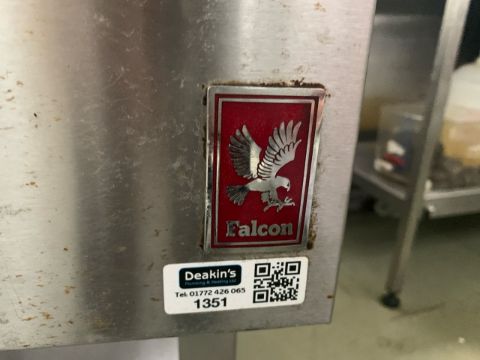 Falcon
Deakin's
Plumbing & Heating Ltd
Tel: 01772 426 065
1351